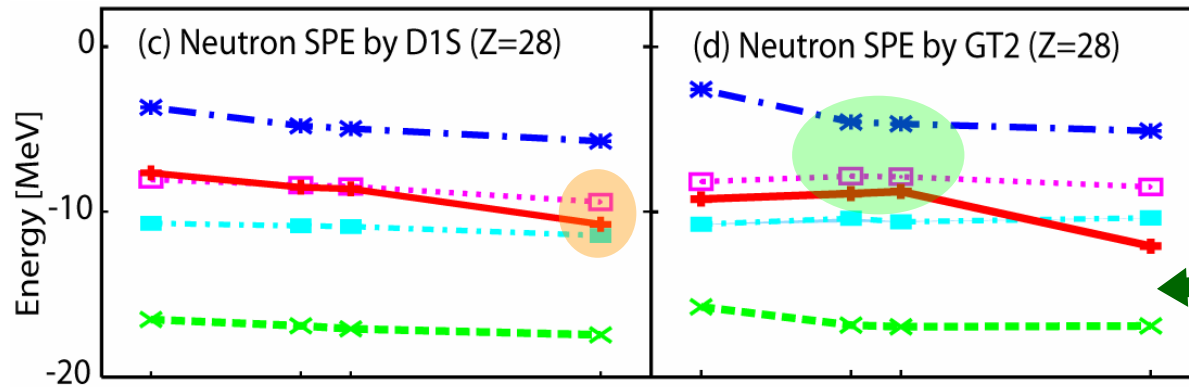 0
(c) Neutron SPE by D1S (Z=28)
(d) Neutron SPE by GT2 (Z=28)
Energy [MeV]
-10
-20